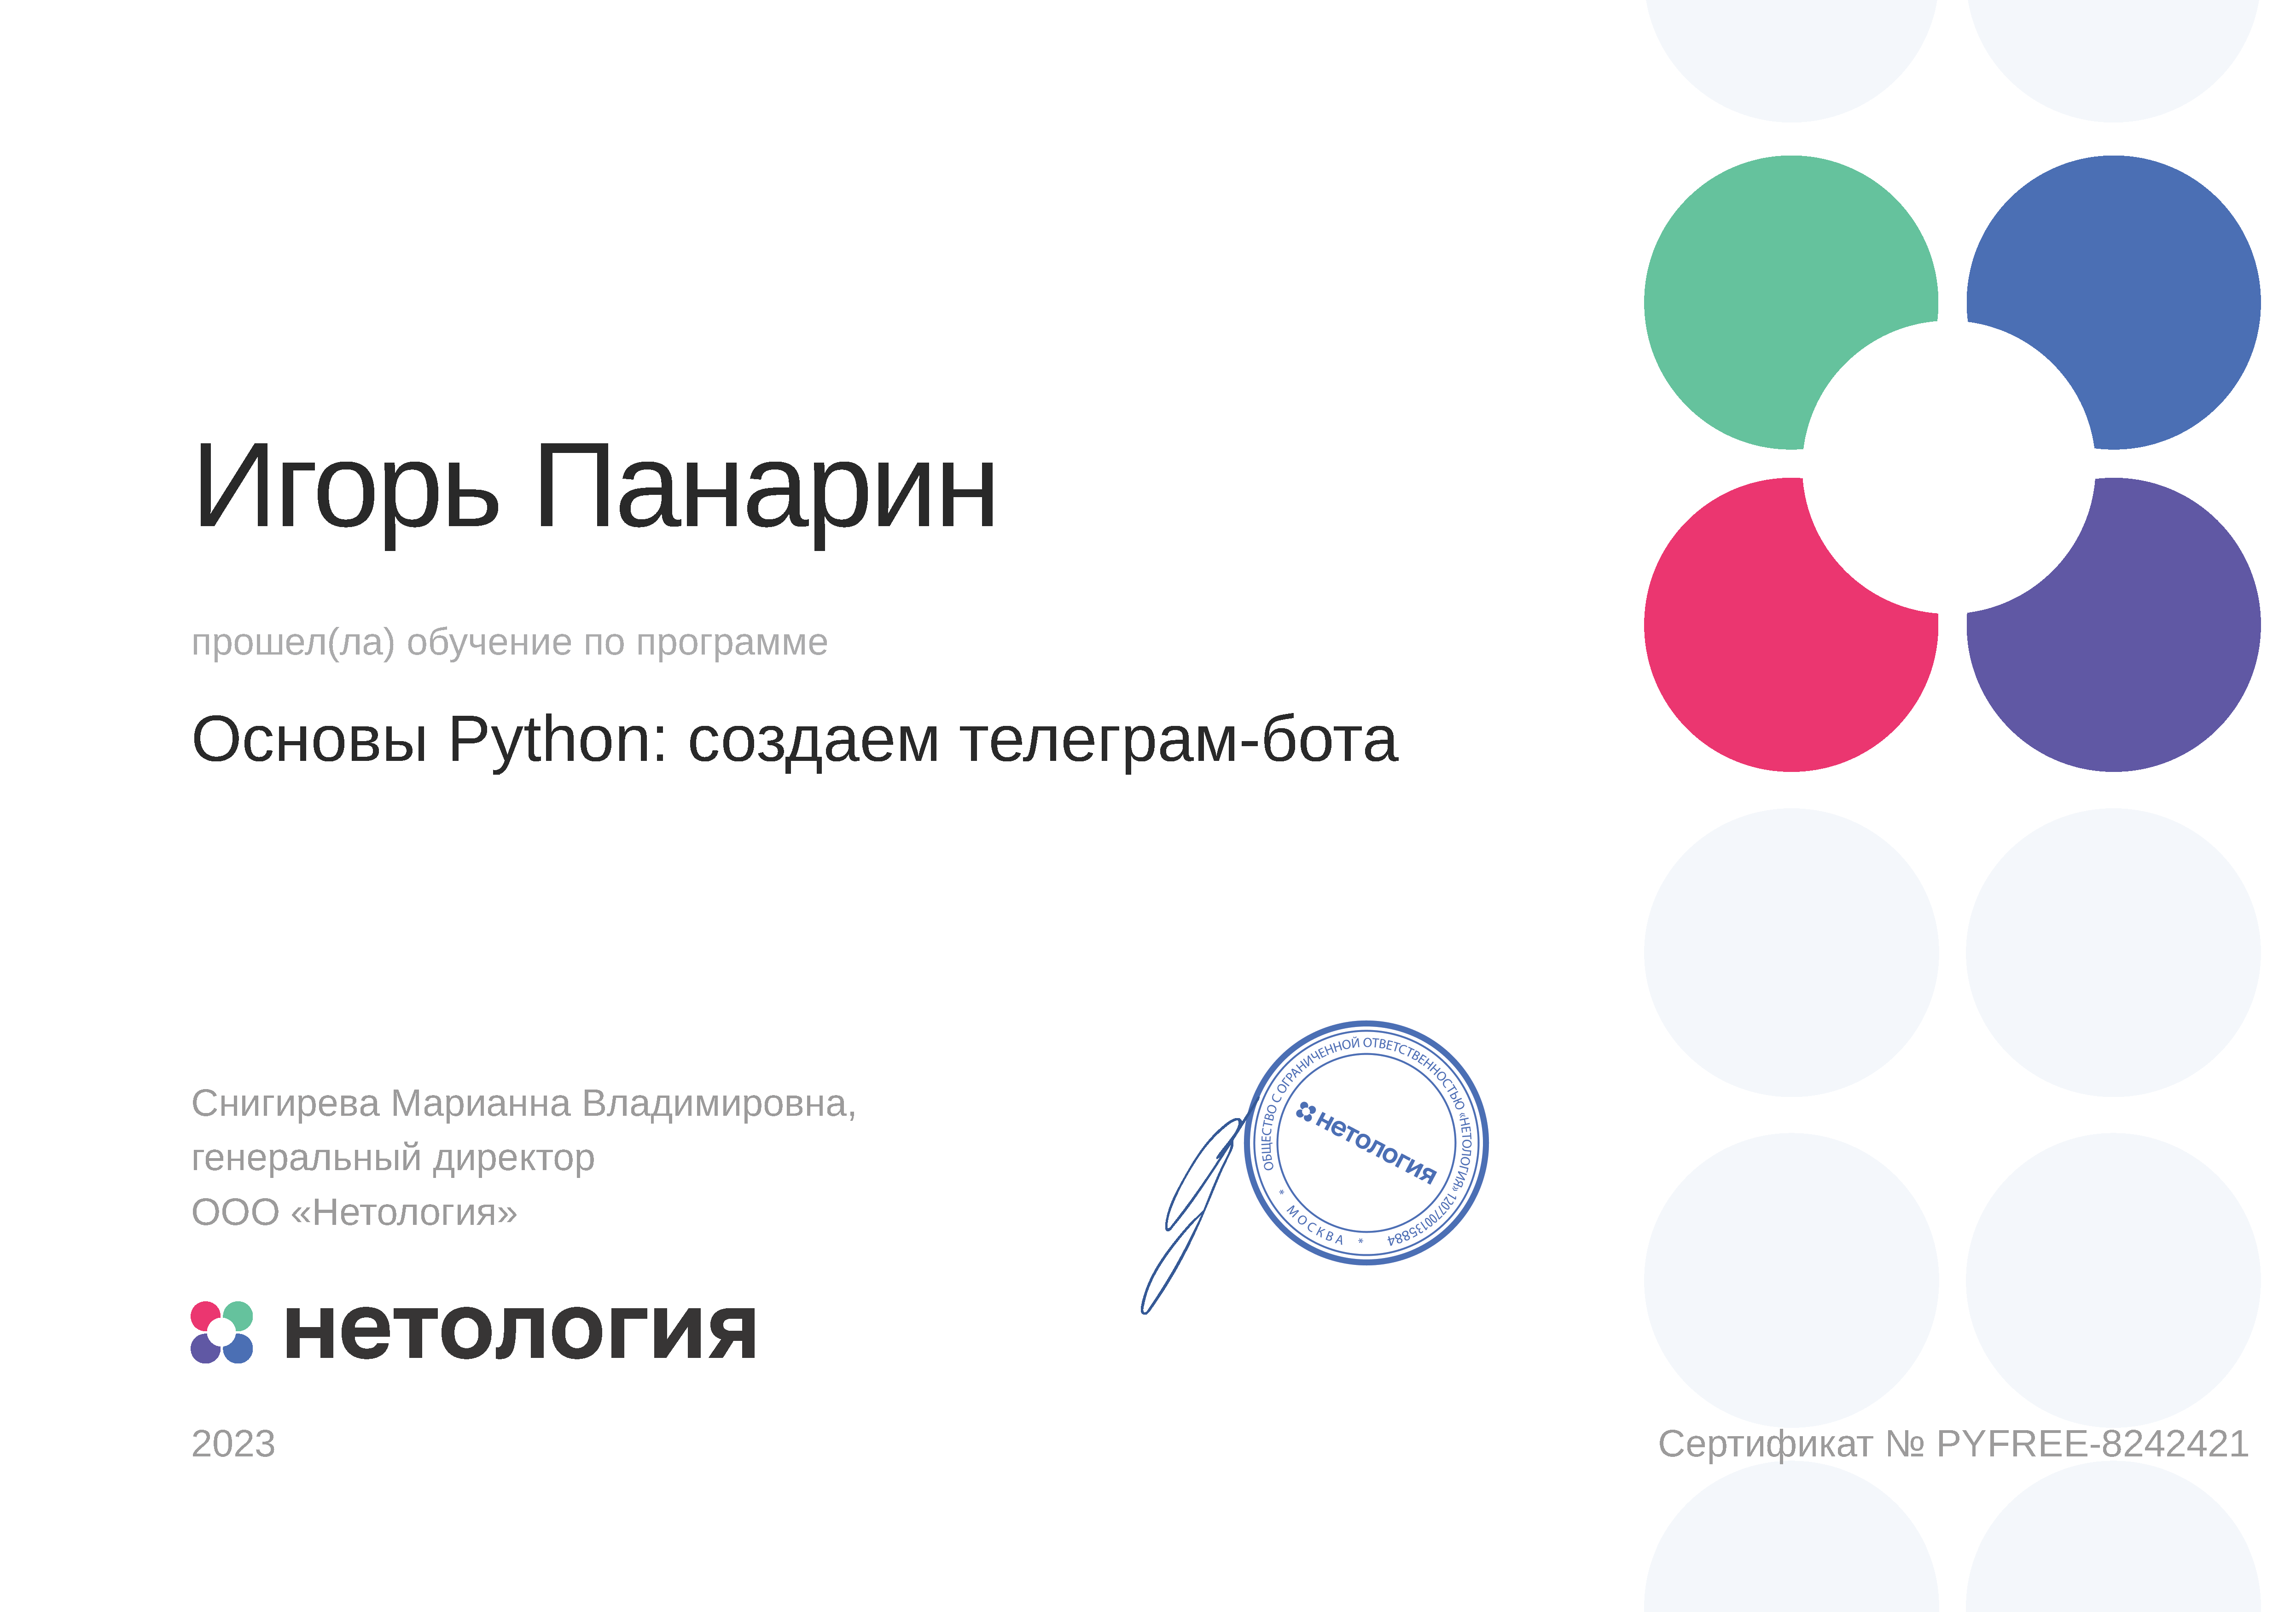 Игорь Панарин
прошел(ла) обучение по программе
Основы Python: создаем телеграм-бота
Снигирева Марианна Владимировна,
генеральный директор
ООО «Нетология»
ОБЩЕСТВО С ОГРАНИЧЕННОЙ ОТВЕТСТВЕННОСТЬЮ «НЕТОЛОГИЯ» 1207700135884
* МОСКВА *
нетология
нетология
2023
Сертификат № PYFREE-8242421